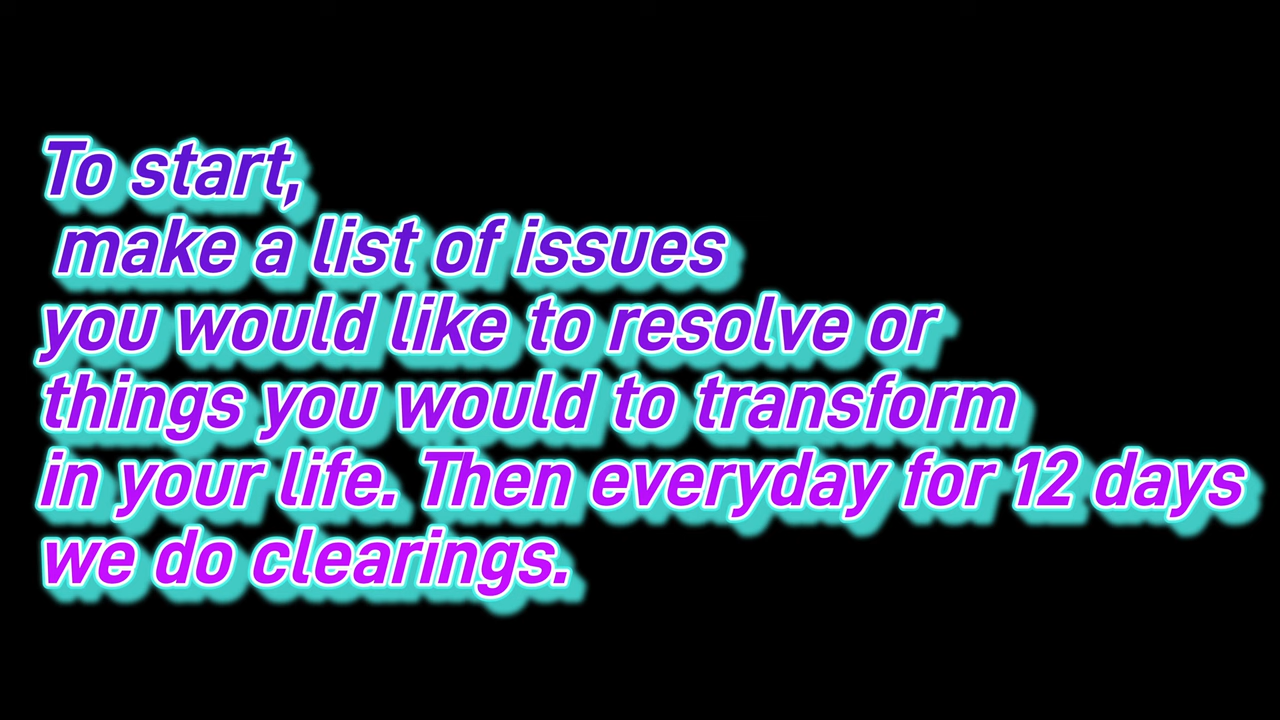 To start,
make a list of issues
you would like to resolve or
things you would to transform
in your life. Then everyday for 12 days
we do clearings.